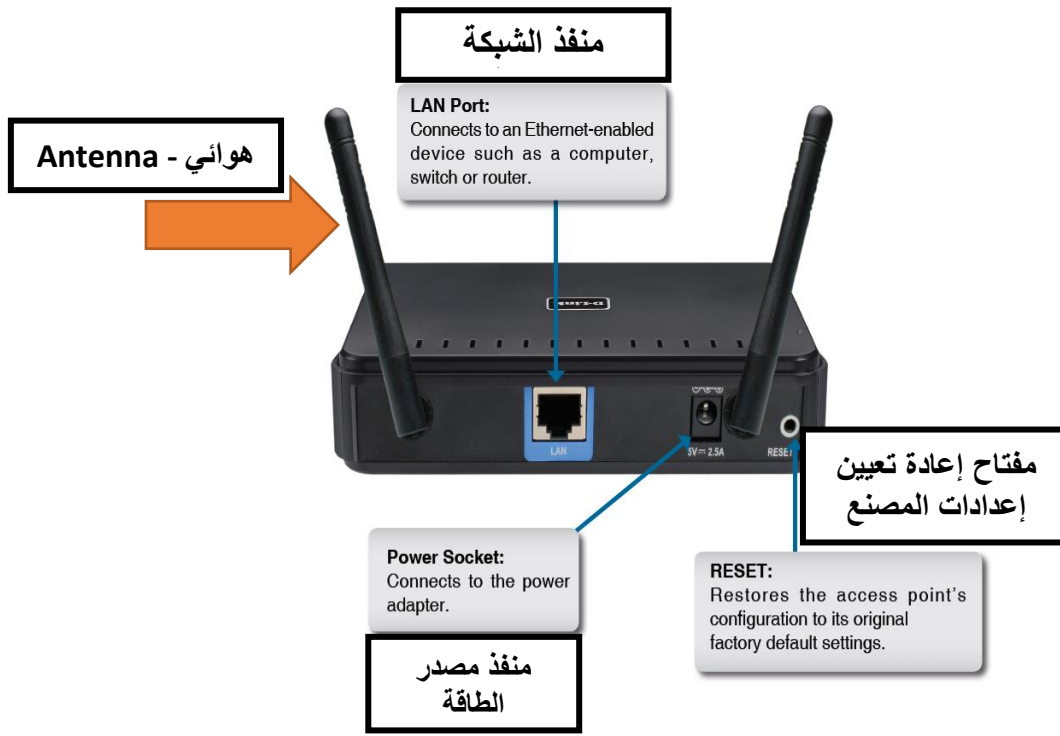 منفذ الشبكة
LAN Port:
Connects to an Ethernet-enabled
device such as a computer,
switch or router.
هوائي - Antenna
D-Link
LAN
5V⎓2.5A
RESET
مفتاح إعادة تعيين
إعدادات المصنع
Power Socket:
Connects to the power
adapter.
منفذ مصدر
الطاقة
RESET:
Restores the access point's
configuration to its original
factory default settings.